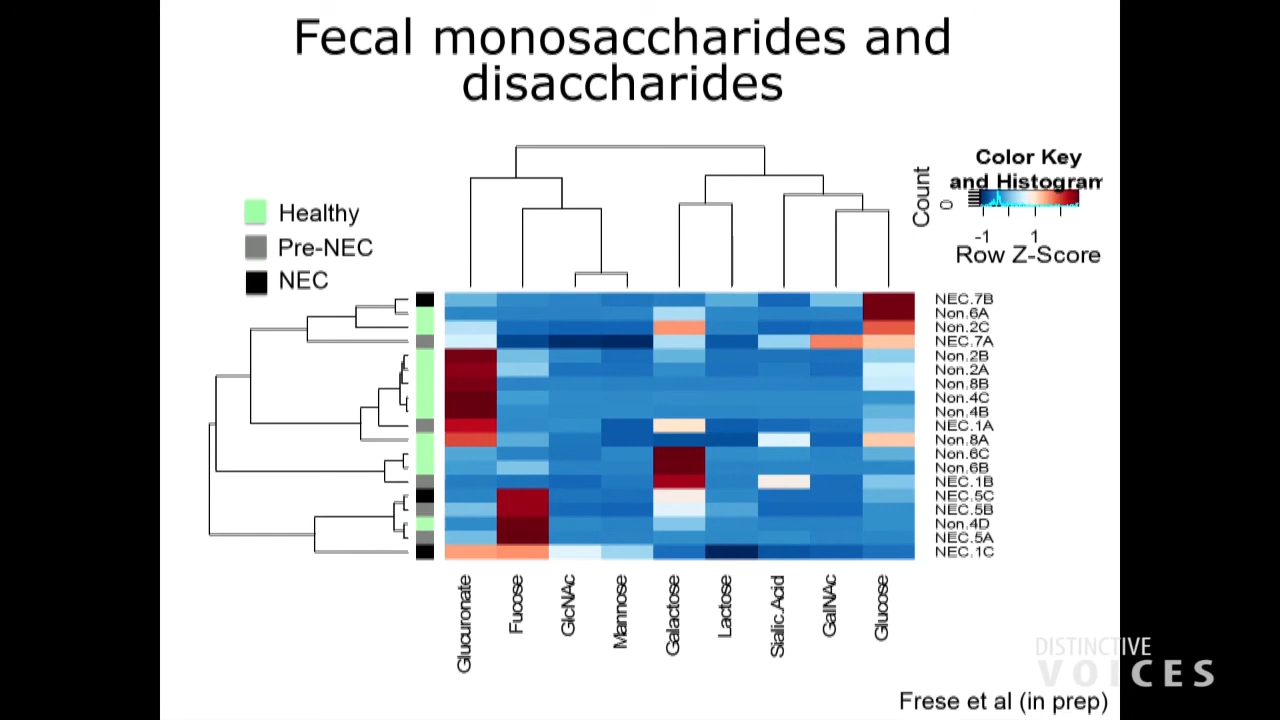 Fecal monosaccharides and
disaccharides
Healthy
Pre-NEC
NEC
Color Key
and Histogram
Count
0
-1 1
Row Z-Score
NEC.7B
Non.6A
Non.2C
NEC.7A
Non.2B
Non.2A
Non.8B
Non.4C
Non.4B
NEC.1A
Non.8A
Non.6C
Non.6B
NEC.1B
NEC.5C
NEC.5B
Non.4D
NEC.5A
NEC.1C
Glucuronate
Fucose
GlcNAc
Mannose
Galactose
Lactose
Sialic.Acid
GalNAc
Glucose
DISTINCTIVE
VOICES
Frese et al (in prep)